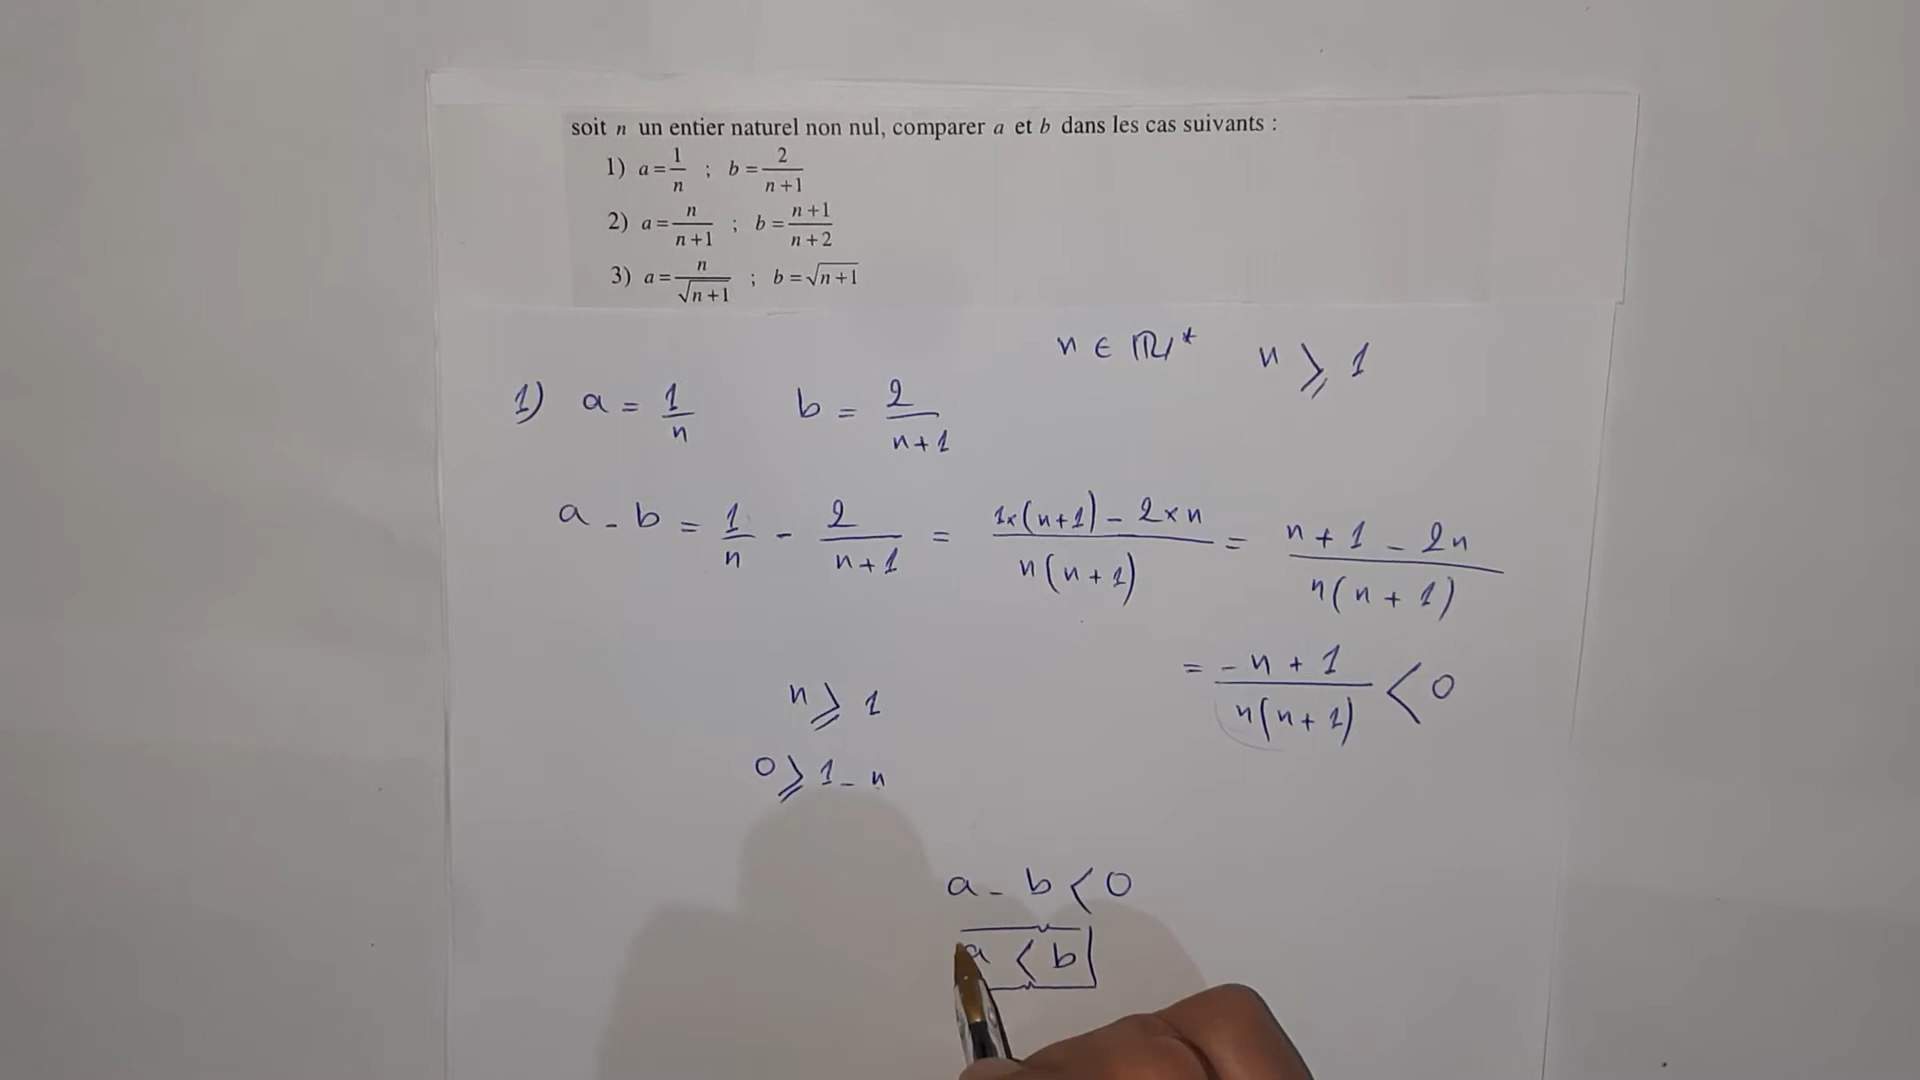 soit n un entier naturel non nul, comparer a et b dans les cas suivants :
1) a = 1/n ; b = 2/(n+1)
2) a = n/(n+1) ; b = (n+1)/(n+2)
3) a = n/√(n+1) ; b = √(n+1)
n ∈ ℕ* n ⩾ 1
1) a = 1/n b = 2/(n+1)
a - b = 1/n - 2/(n+1) = (1×(n+1) - 2×n)/(n(n+1)) = (n+1-2n)/(n(n+1))
= (-n+1)/(n(n+1)) < 0
n ⩾ 1
0 ⩾ 1-n
a - b < 0
a < b